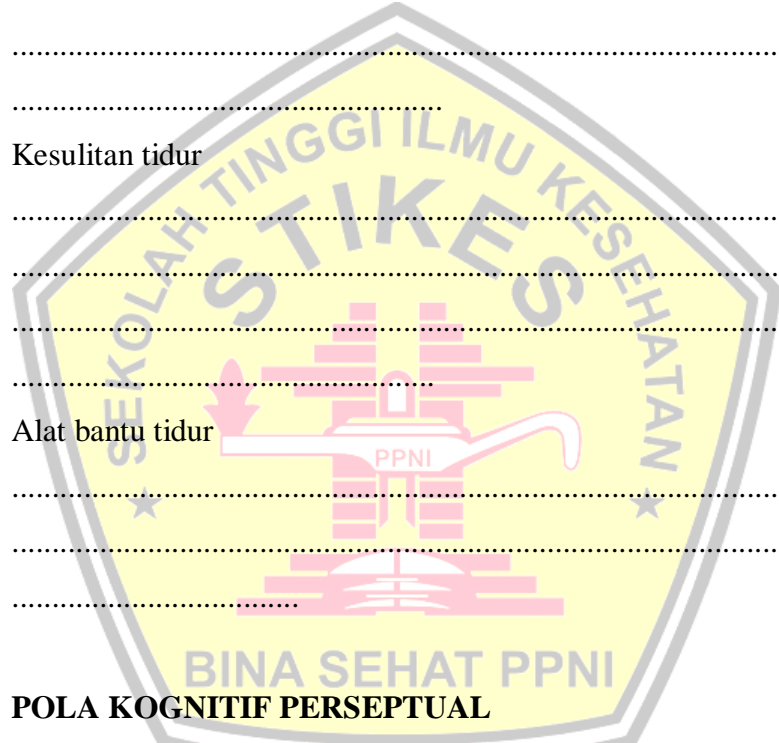 ................................................................................................
......................................................
Kesulitan tidur
................................................................................................
................................................................................................
................................................................................................
.....................................................
Alat bantu tidur
................................................................................................
................................................................................................
....................................
POLA KOGNITIF PERSEPTUAL
SEKOLAH TINGGI ILMU KESEHATAN
STIKES
PPNI
BINA SEHAT PPNI